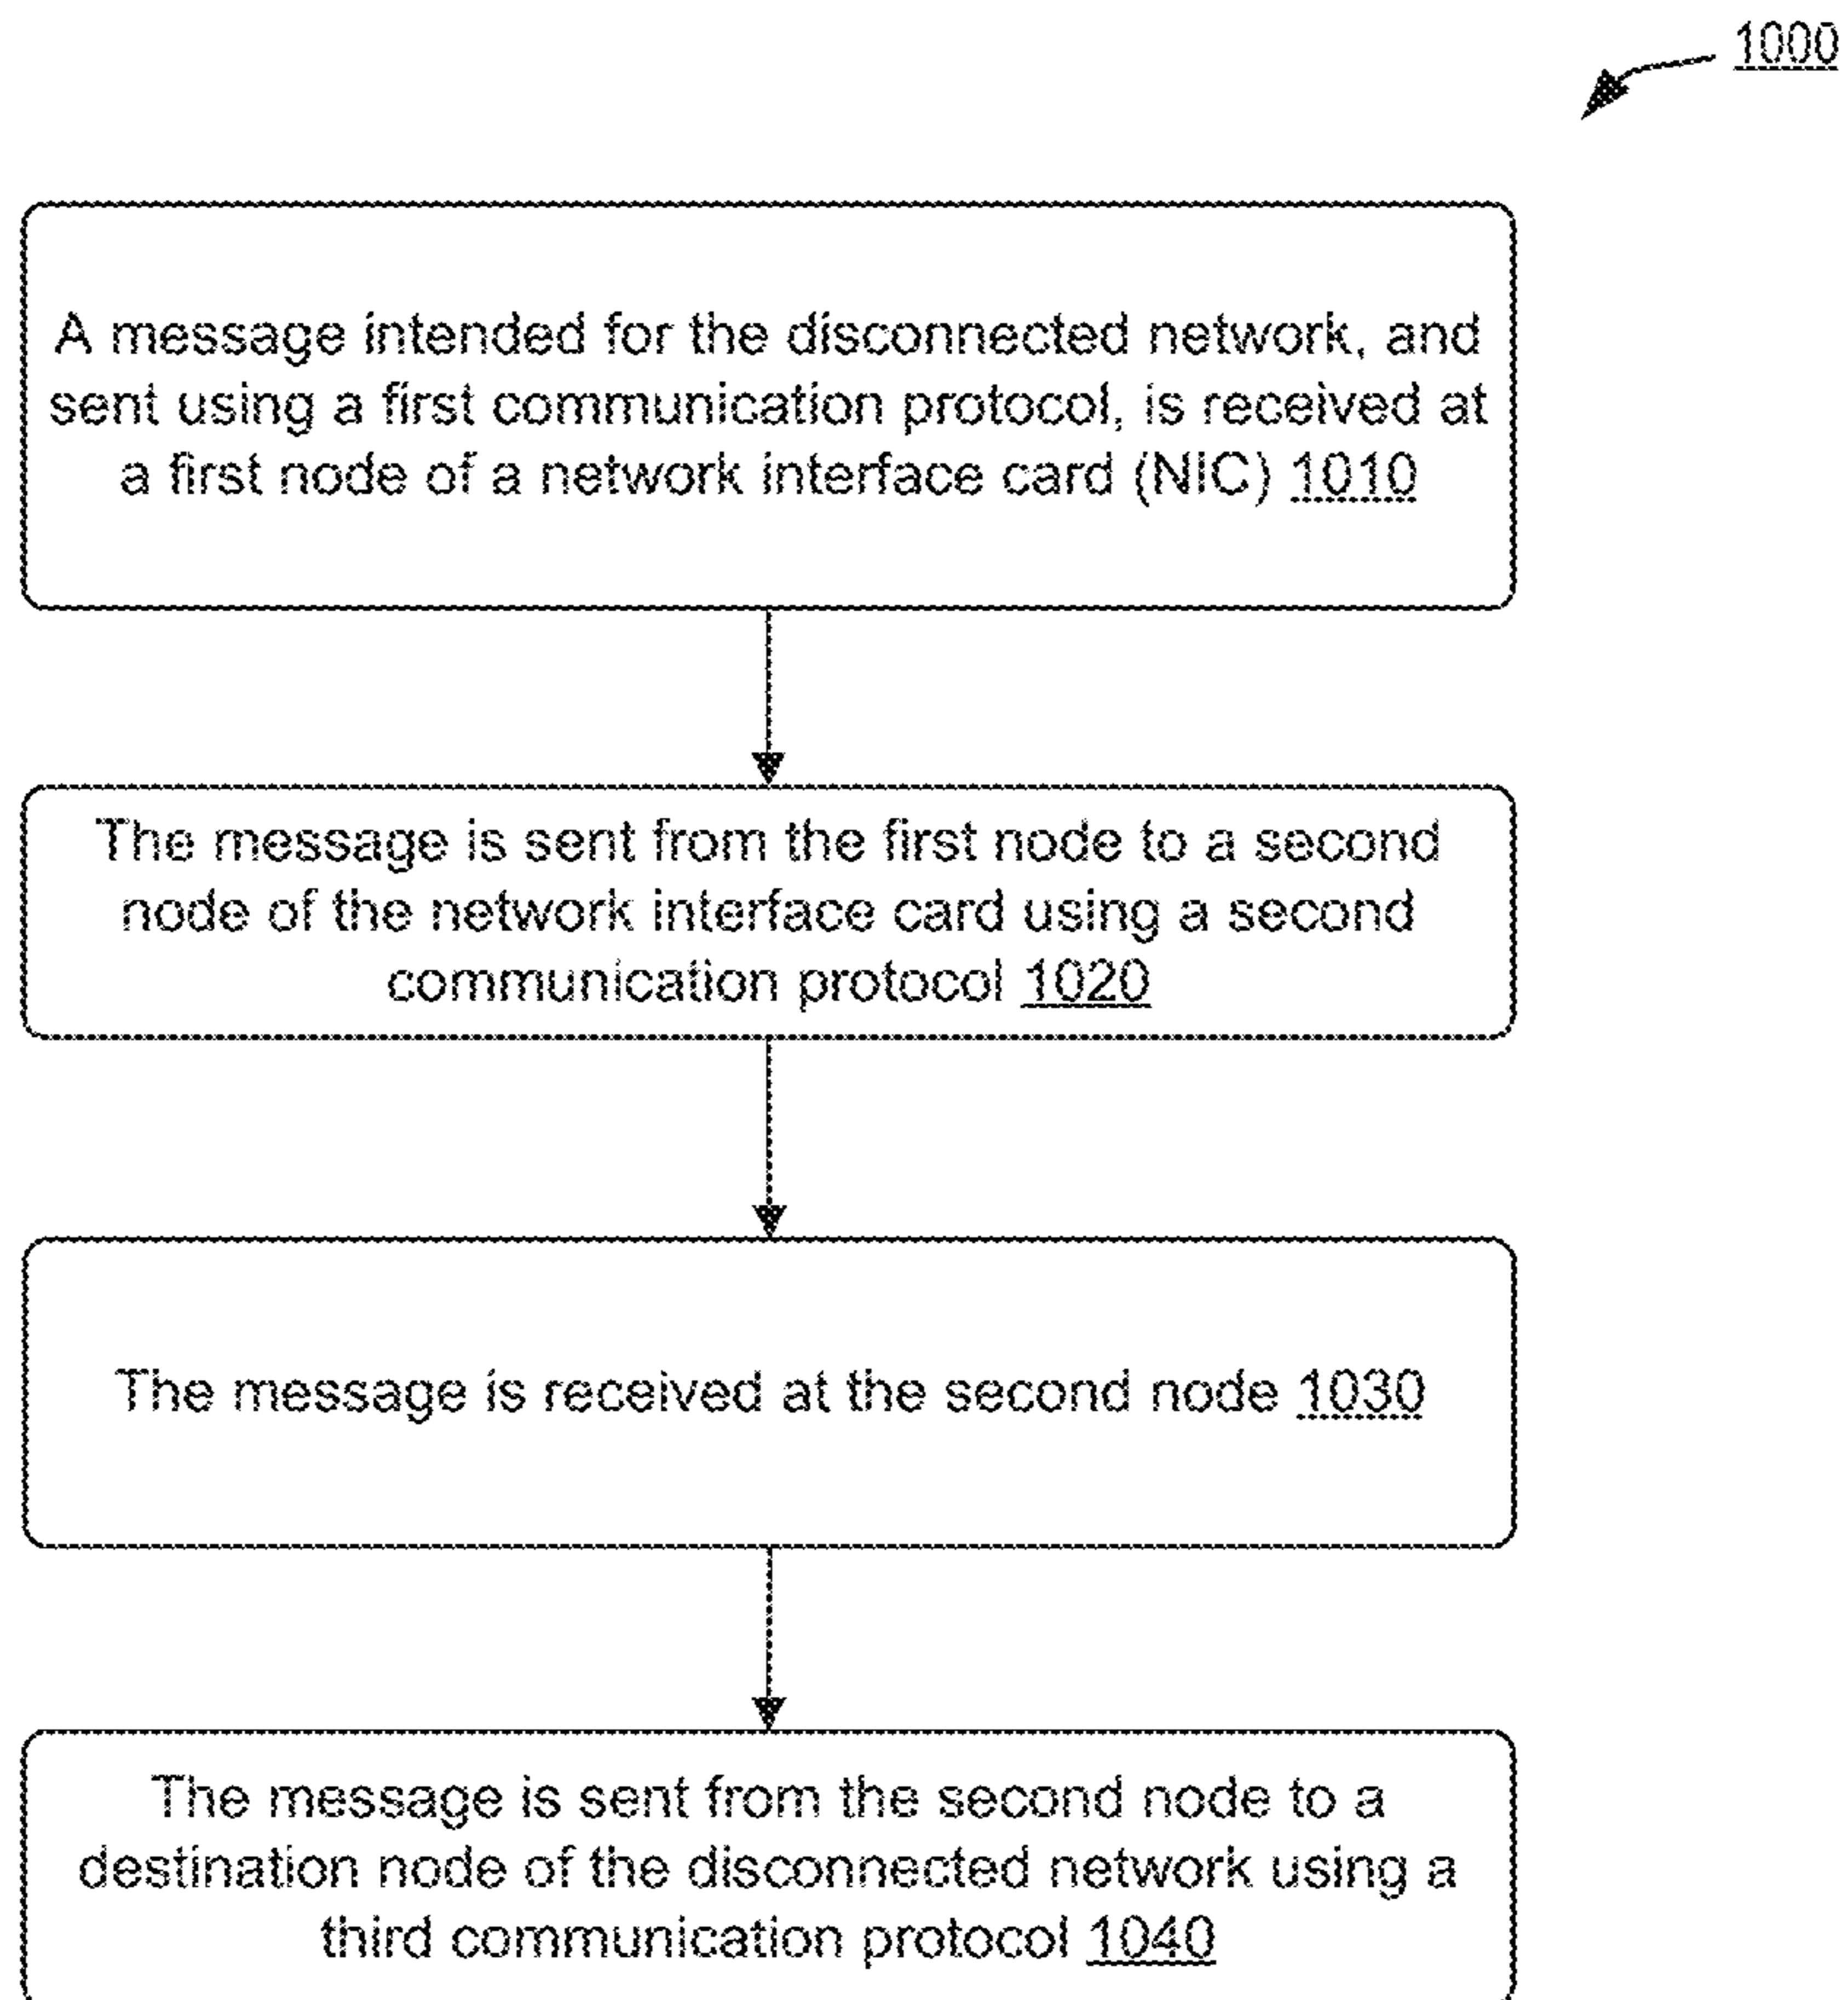 1000
A message intended for the disconnected network, and
sent using a first communication protocol, is received at
a first node of a network interface card (NIC) 1010
The message is sent from the first node to a second
node of the network interface card using a second
communication protocol 1020
The message is received at the second node 1030
The message is sent from the second node to a
destination node of the disconnected network using a
third communication protocol 1040